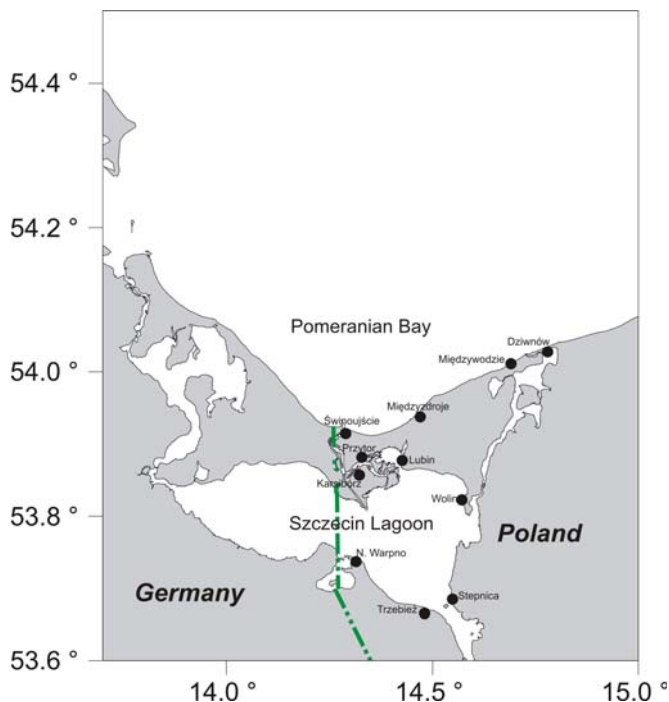 54.4 °
54.2 °
Pomeranian Bay
Dziwnów
Międzywodzie
54.0 °
Międzyzdroje
Świnoujście
Przytor
Lubin
Karsibórz
53.8 °
Wolin
Szczecin Lagoon
Poland
N. Warpno
Germany
Stepnica
Trzebież
53.6 °
14.0 °
14.5 °
15.0 °